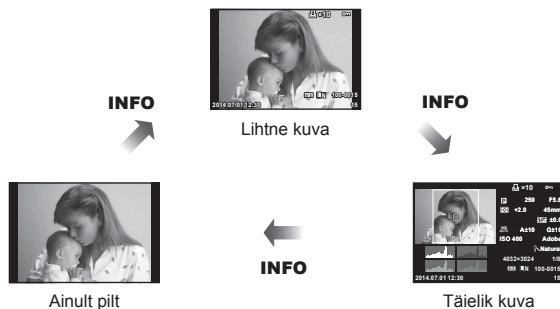 ×10
N 100-0015
2014.07.01 12:30 15
Lihtne kuva
INFO
INFO
×10
P 250 F5.6
+2.0 45mm
±0.0
A±10 G±10
ISO 400 Adobe
Natural
4032×3024 1/8
N 100-0015
2014.07.01 12:30 15
Täielik kuva
INFO
Ainult pilt